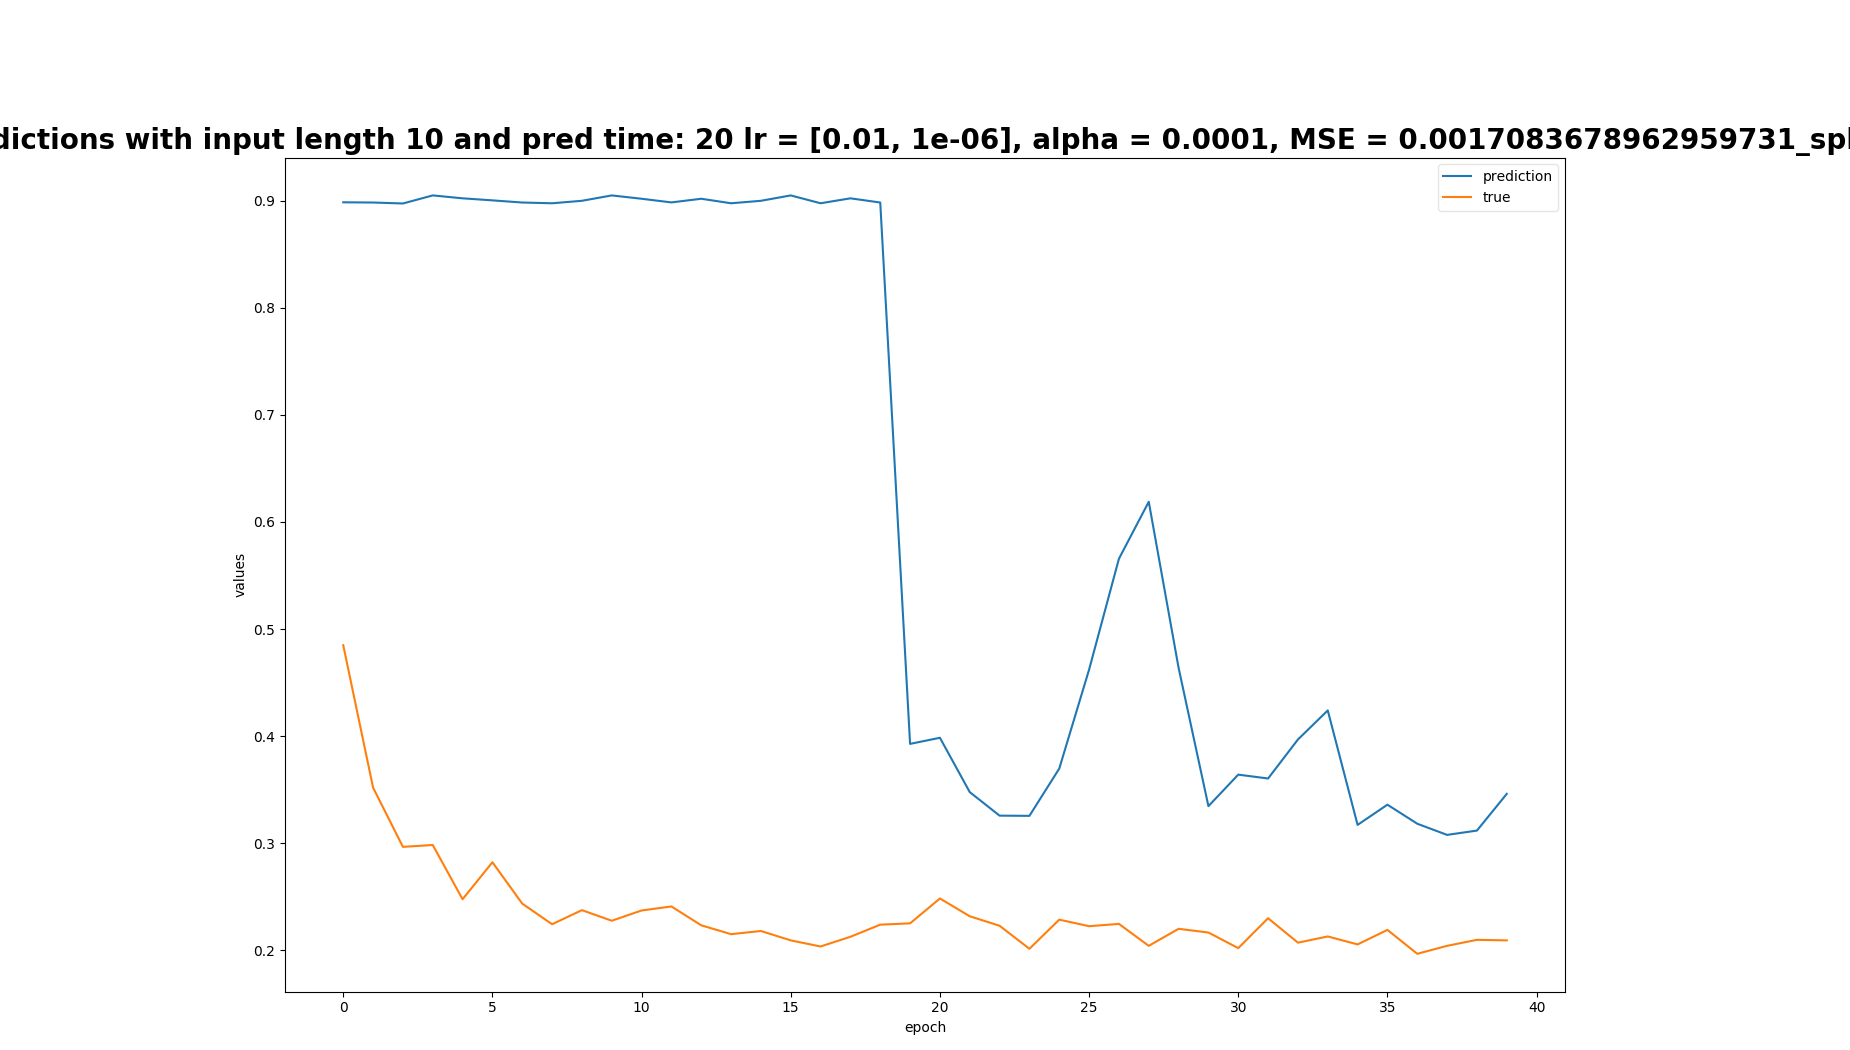 dictions with input length 10 and pred time: 20 lr = [0.01, 1e-06], alpha = 0.0001, MSE = 0.0017083678962959731_spl
prediction
true
0.9
0.8
0.7
0.6
0.5
0.4
0.3
0.2
values
0 5 10 15 20 25 30 35 40
epoch